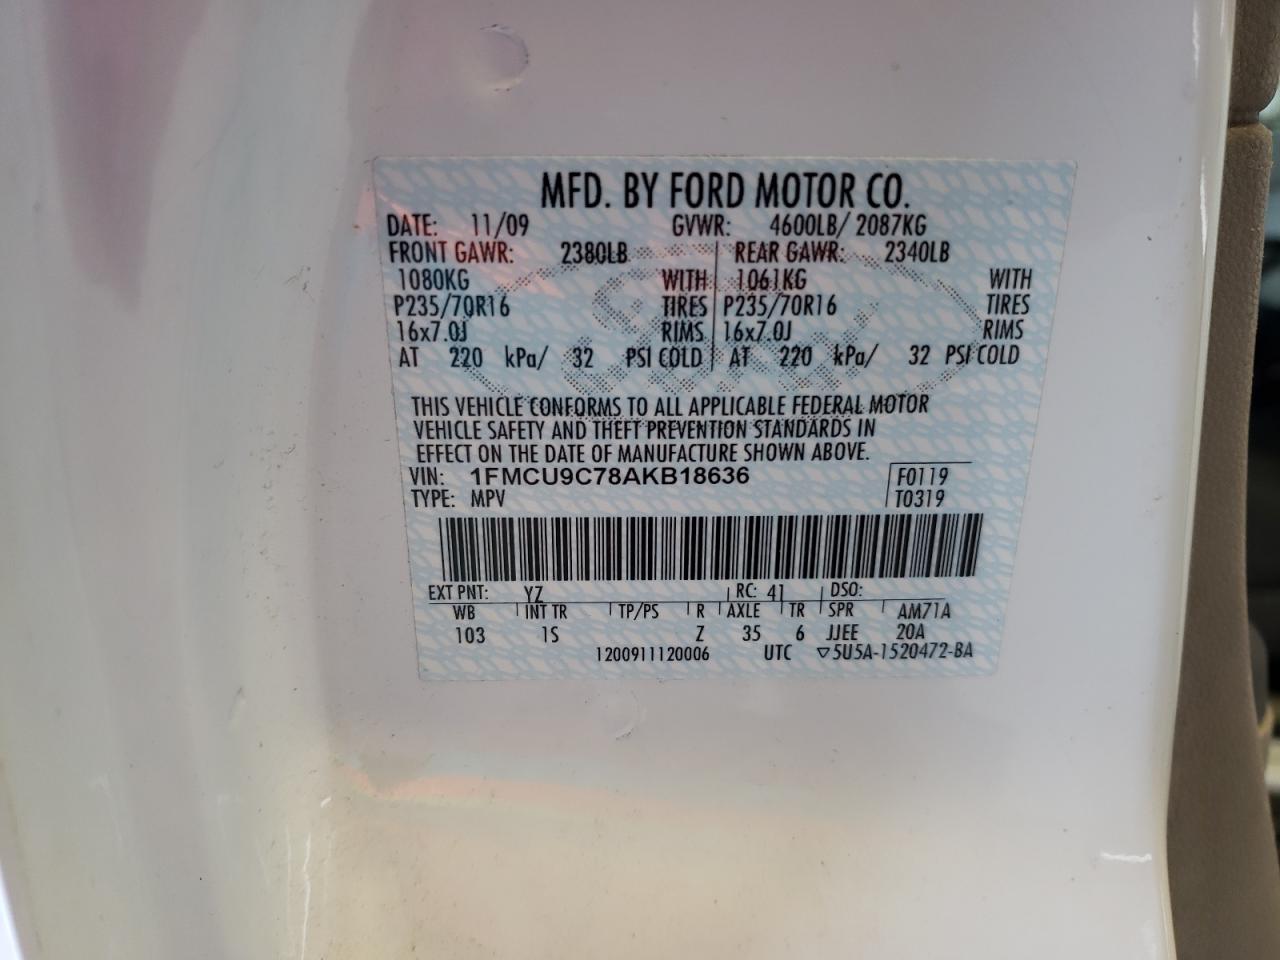 MFD. BY FORD MOTOR CO.
DATE: 11/09 GVWR: 4600LB/ 2087KG
FRONT GAWR: 2380LB REAR GAWR: 2340LB
1080KG WITH 1061KG WITH
P235/70R16 TIRES P235/70R16 TIRES
16x7.0J RIMS 16x7.0J RIMS
AT 220 kPa/ 32 PSI COLD AT 220 kPa/ 32 PSI COLD
THIS VEHICLE CONFORMS TO ALL APPLICABLE FEDERAL MOTOR
VEHICLE SAFETY AND THEFT PREVENTION STANDARDS IN
EFFECT ON THE DATE OF MANUFACTURE SHOWN ABOVE.
VIN: 1FMCU9C78AKB18636 F0119
TYPE: MPV T0319
EXT PNT: YZ RC: 41 DSO:
WB INT TR TP/PS R AXLE TR SPR AM71A
103 1S Z 35 6 JJEE 20A
1200911120006 UTC ▽5U5A-1520472-BA